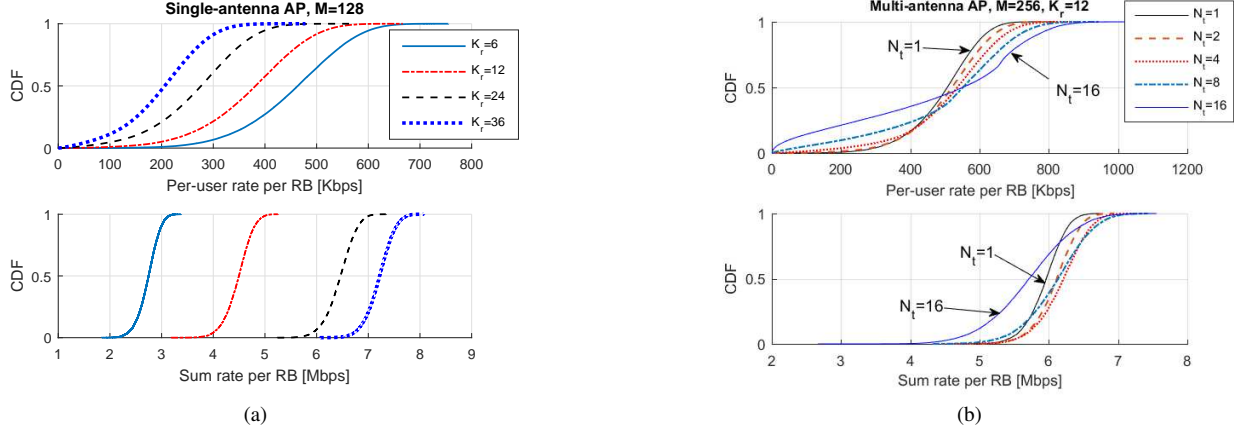 Single-antenna AP, M=128
CDF
1
0.5
0
K_r=6
K_r=12
K_r=24
K_r=36
0 100 200 300 400 500 600 700 800
Per-user rate per RB [Kbps]
CDF
1
0.5
0
1 2 3 4 5 6 7 8 9
Sum rate per RB [Mbps]
(a)
Multi-antenna AP, M=256, K_r=12
CDF
1
0.5
0
N_t=1
N_t=16
N_t=1
N_t=2
N_t=4
N_t=8
N_t=16
0 200 400 600 800 1000 1200
Per-user rate per RB [Kbps]
CDF
1
0.5
0
N_t=1
N_t=16
2 3 4 5 6 7 8
Sum rate per RB [Mbps]
(b)